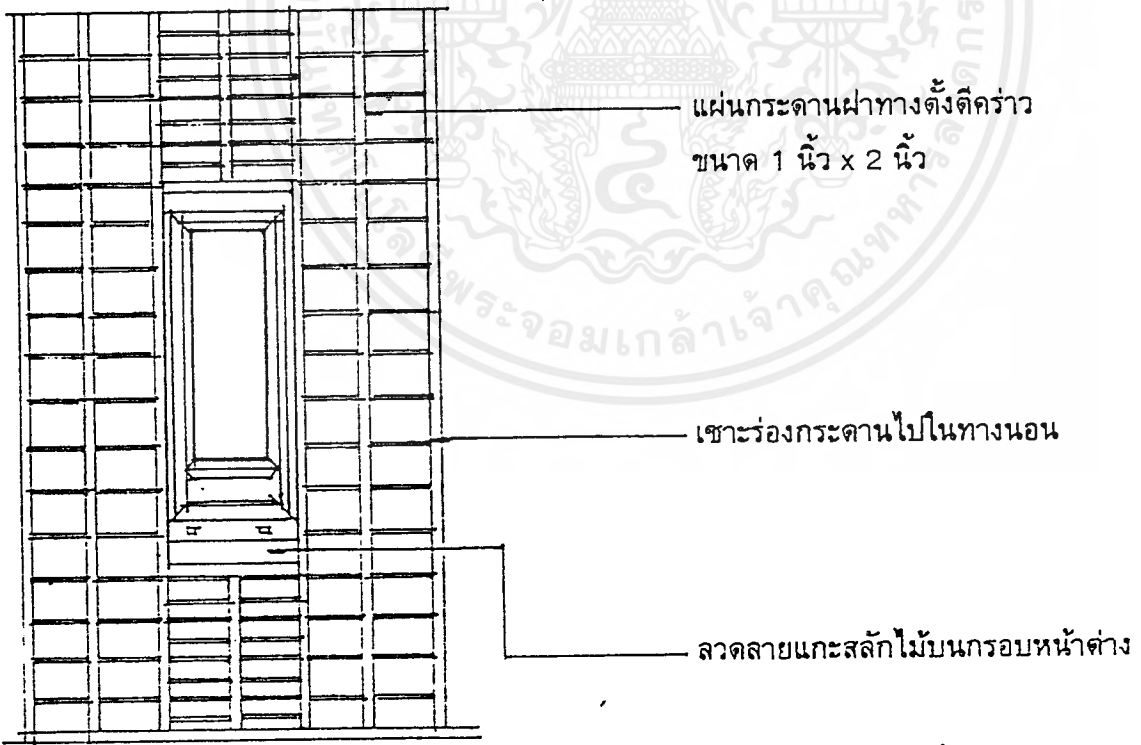 แผ่นกระดานฝาทางตั้งตีคร่าว
ขนาด 1 นิ้ว x 2 นิ้ว
เซาะร่องกระดานไปในทางนอน
ลวดลายแกะสลักไม้บนกรอบหน้าต่าง